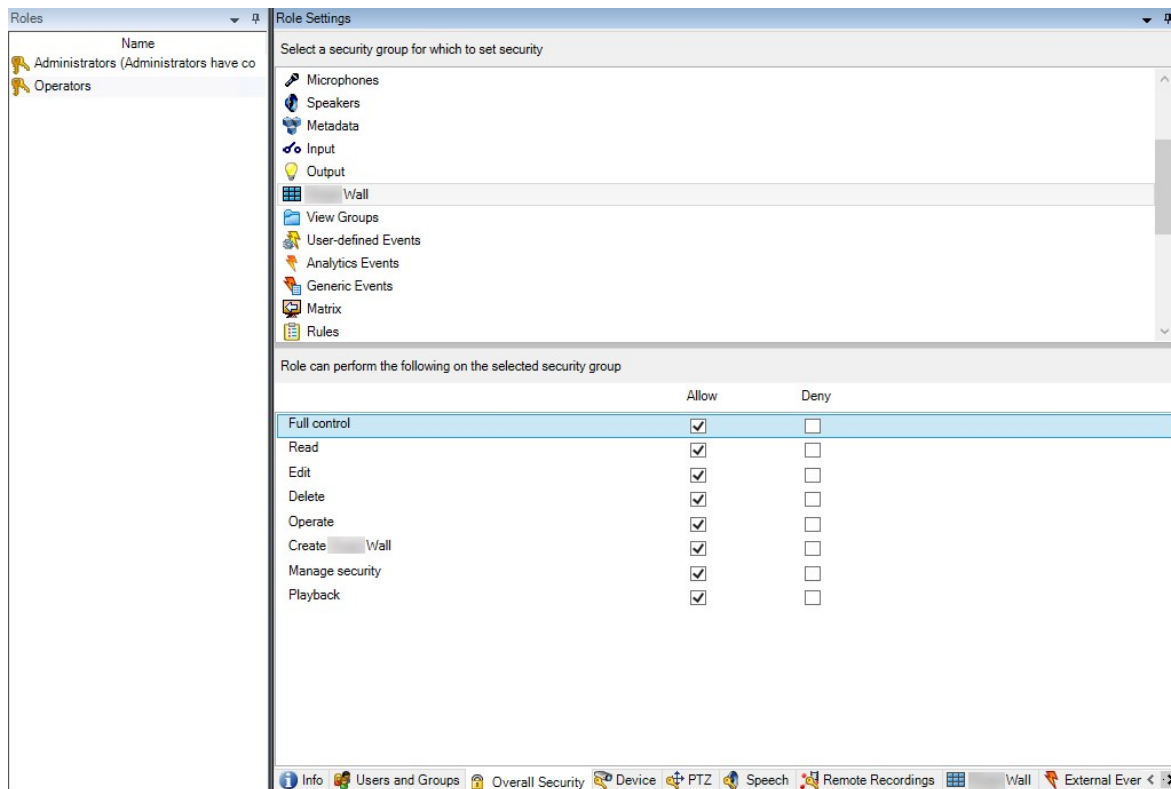 Roles
Name
Administrators (Administrators have co
Operators
Role Settings
Select a security group for which to set security
Microphones
Speakers
Metadata
Input
Output
Wall
View Groups
User-defined Events
Analytics Events
Generic Events
Matrix
Rules
Role can perform the following on the selected security group
Allow Deny
Full control
Read
Edit
Delete
Operate
Create Wall
Manage security
Playback
Info Users and Groups Overall Security Device PTZ Speech Remote Recordings Wall External Ever